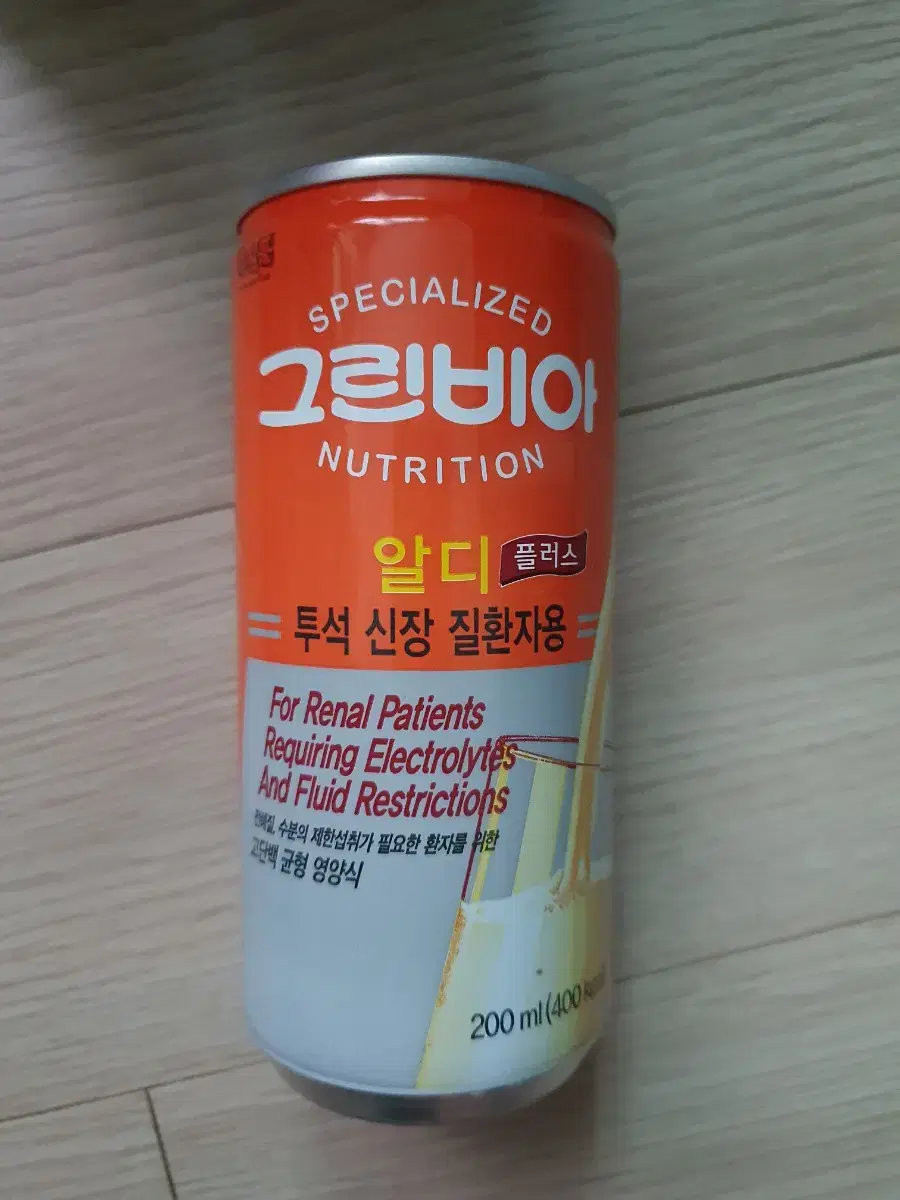 SPECIALIZED
그린비아
NUTRITION
알디 플러스
투석 신장 질환자용
For Renal Patients
Requiring Electrolytes
And Fluid Restrictions
전해질, 수분의 제한섭취가 필요한 환자를 위한
고단백 균형 영양식
200 ml (400